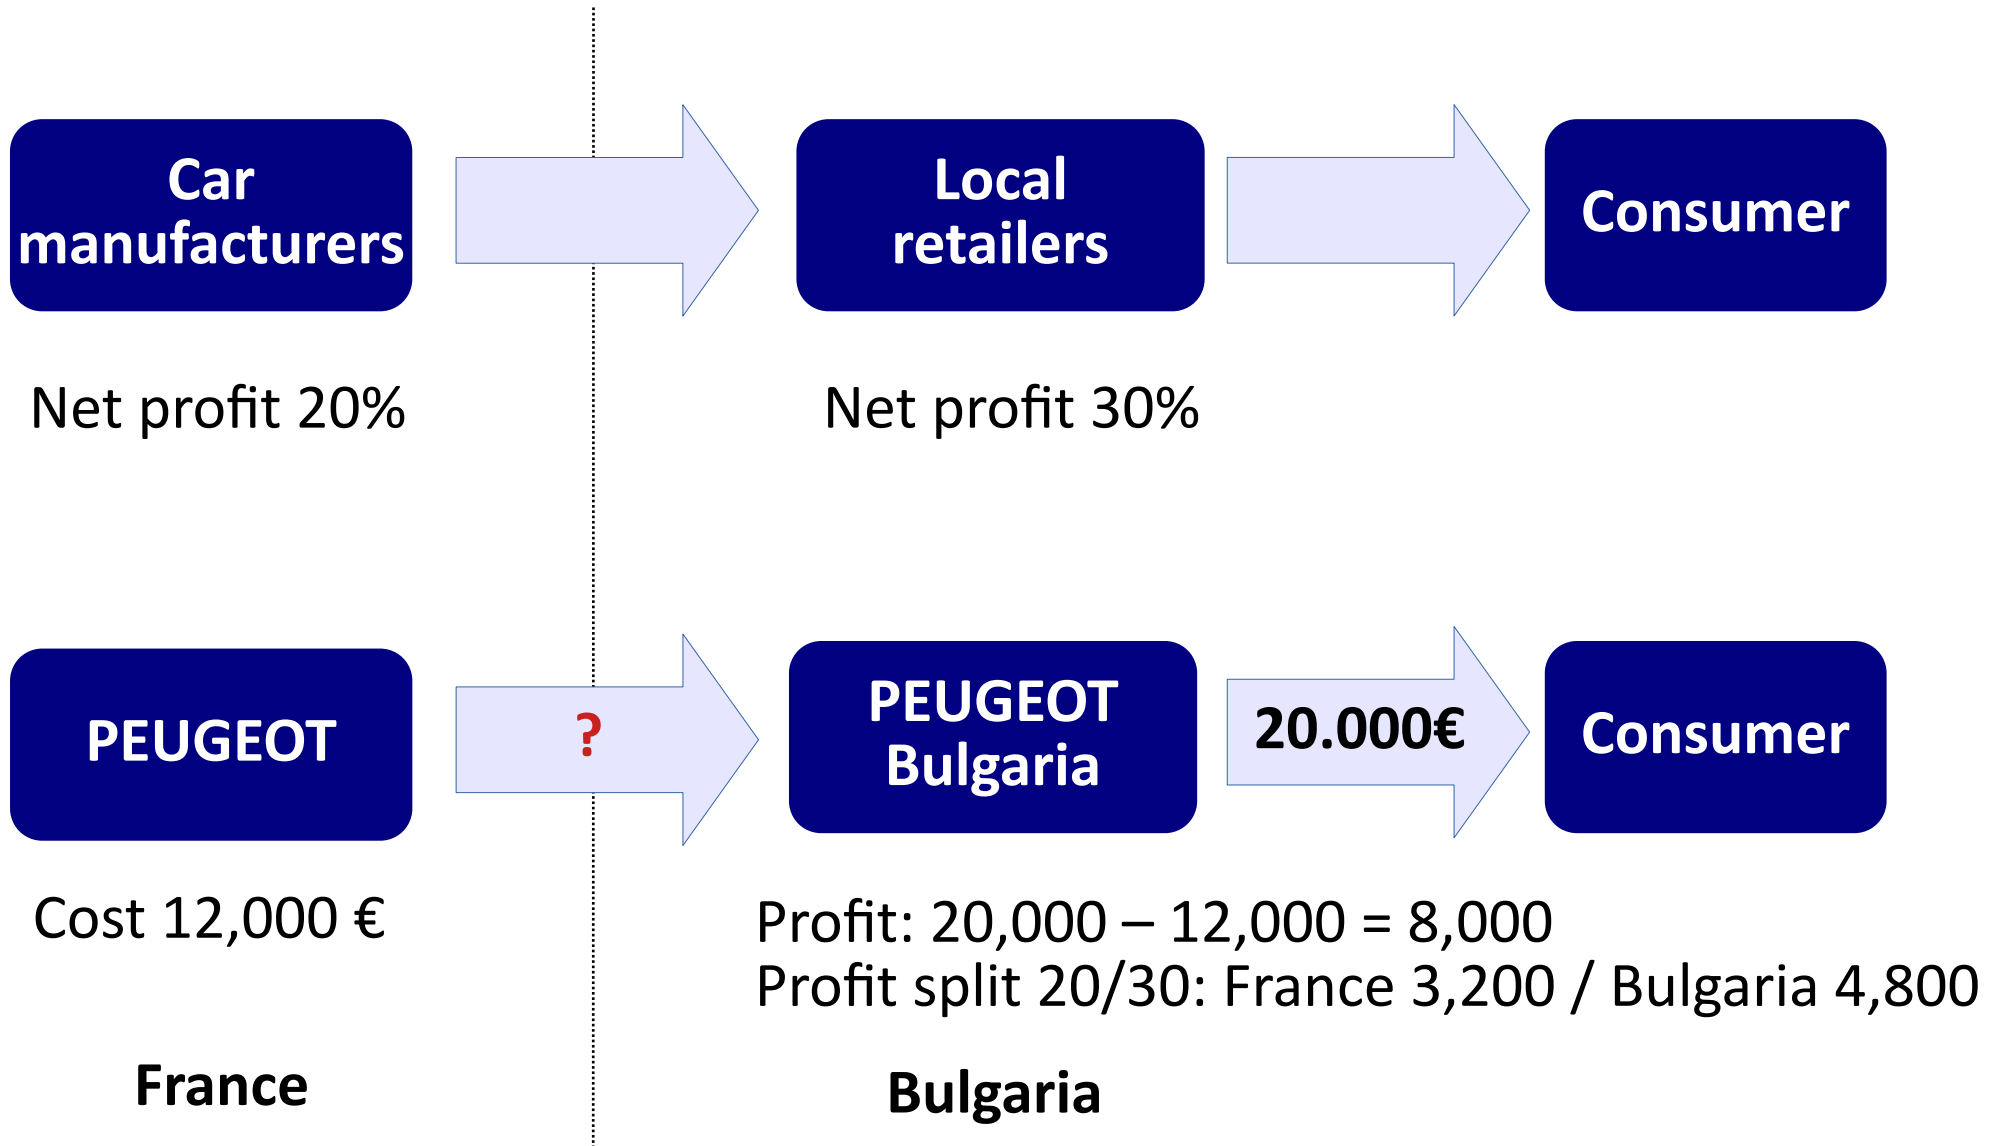 Car
manufacturers
Local
retailers
Consumer
Net profit 20%
Net profit 30%
PEUGEOT
?
PEUGEOT
Bulgaria
20.000€
Consumer
Cost 12,000 €
Profit: 20,000 – 12,000 = 8,000
Profit split 20/30: France 3,200 / Bulgaria 4,800
France
Bulgaria